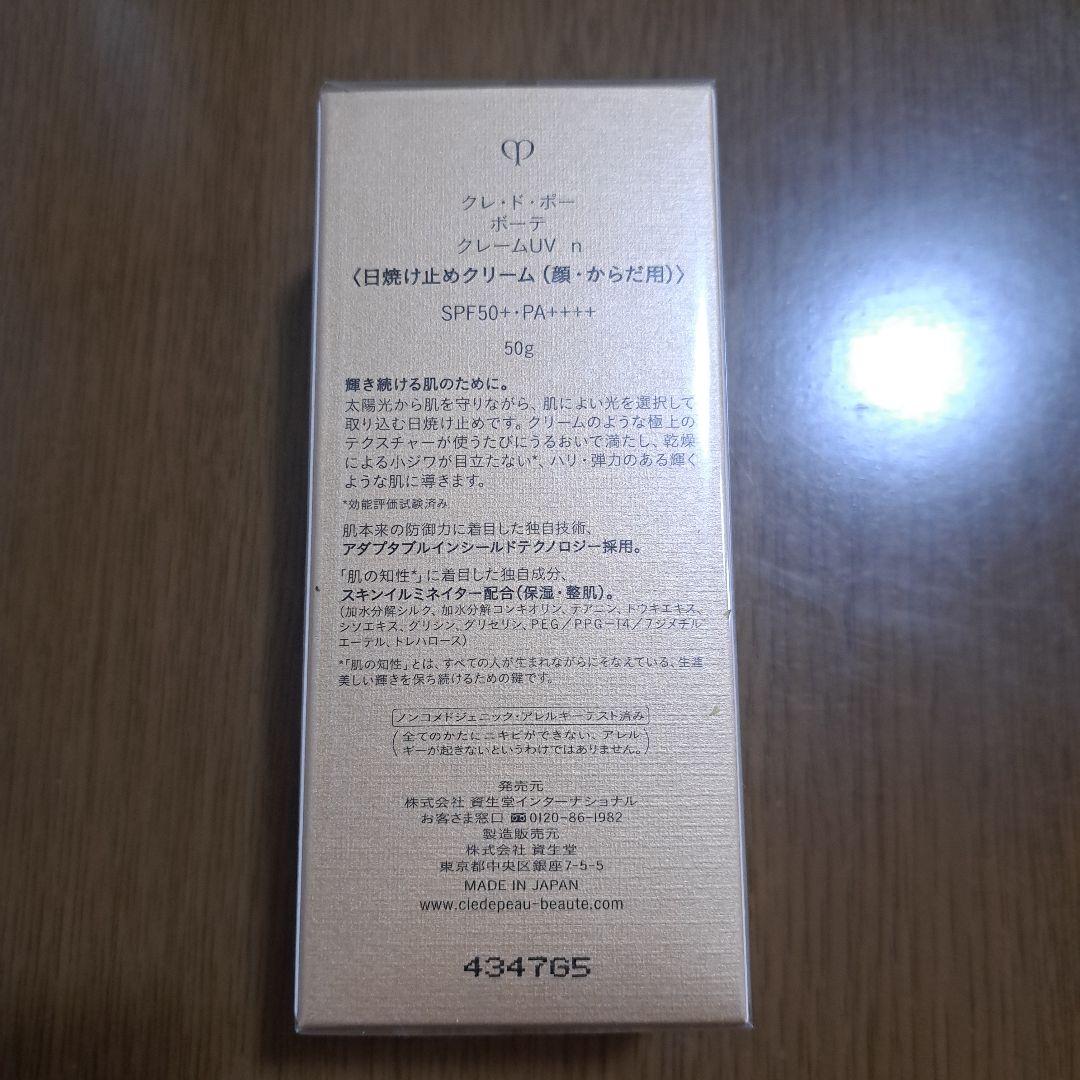 クレ・ド・ポー
ボーテ
クレームUV n
〈日焼け止めクリーム（顔・からだ用）〉
SPF50+・PA++++
50g
輝き続ける肌のために。
太陽光から肌を守りながら、肌によい光を選択して
取り込む日焼け止めです。クリームのような極上の
テクスチャーが使うたびにうるおいで満たし、乾燥
による小ジワが目立たない*、ハリ・弾力のある輝く
ような肌に導きます。
*効能評価試験済み
肌本来の防御力に着目した独自技術、
アダプタブルインシールドテクノロジー採用。
「肌の知性*」に着目した独自成分、
スキンイルミネイター配合（保湿・整肌）。
（加水分解シルク、加水分解コンキオリン、テアニン、トウキエキス、
シソエキス、グリシン、グリセリン、PEG／PPG-14／7ジメチル
エーテル、トレハロース）
*「肌の知性」とは、すべての人が生まれながらにそなえている、生涯
美しい輝きを保ち続けるための鍵です。
ノンコメドジェニック・アレルギーテスト済み
（全てのかたにニキビができない、アレル
ギーが起きないというわけではありません。）
発売元
株式会社 資生堂インターナショナル
お客さま窓口 0120-86-1982
製造販売元
株式会社 資生堂
東京都中央区銀座7-5-5
MADE IN JAPAN
www.cledepeau-beaute.com
4347G5